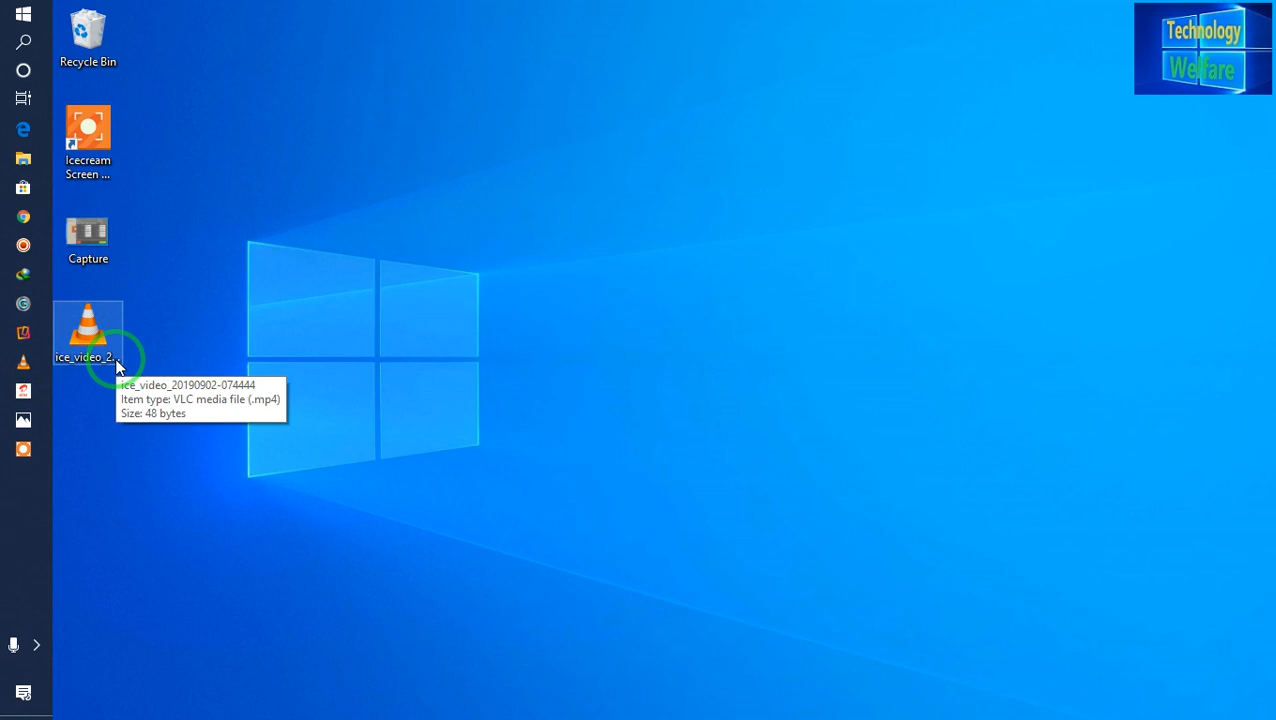 Recycle Bin
Icecream
Screen ...
Capture
ice_video_2...
ice_video_20190902-074444
Item type: VLC media file (.mp4)
Size: 48 bytes
Technology
Welfare